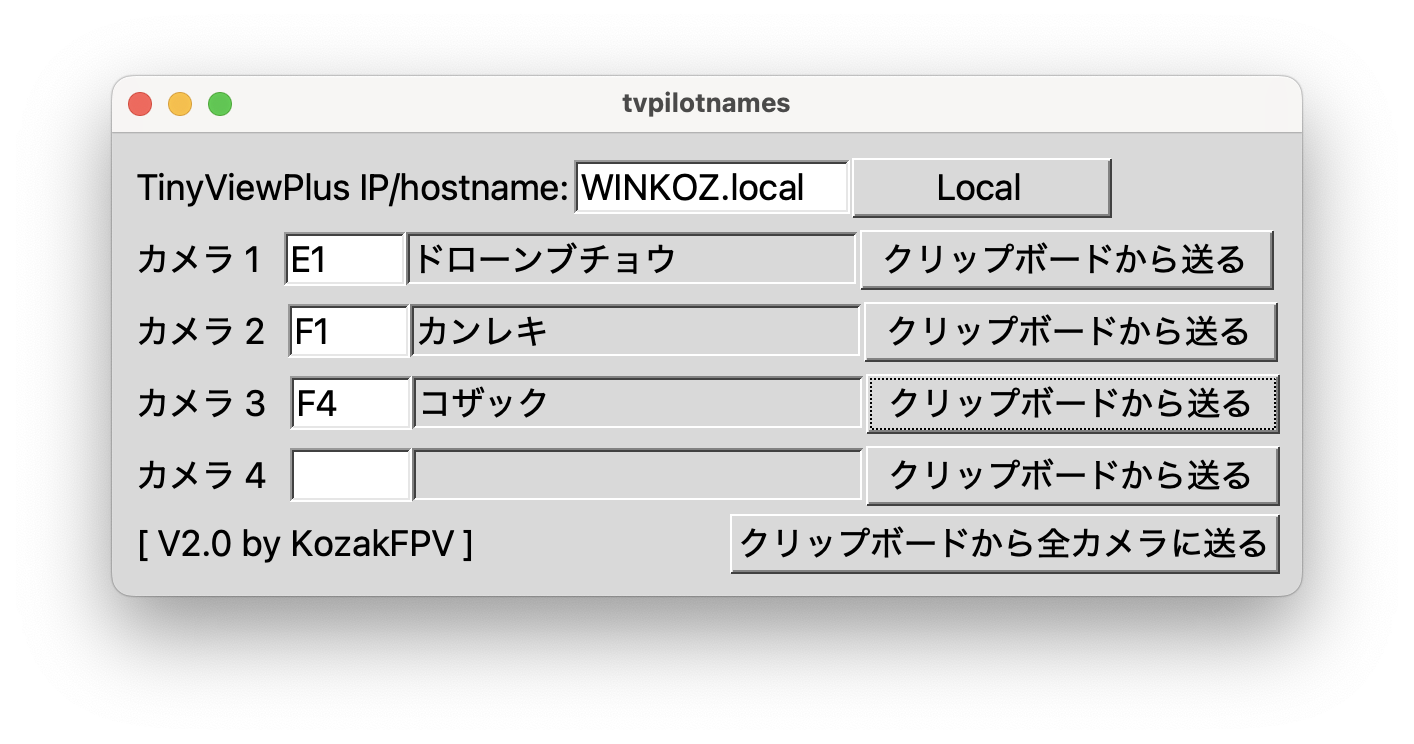 tvpilotnames
TinyViewPlus IP/hostname: WINKOZ.local Local
カメラ 1 E1 ドローンブチョウ クリップボードから送る
カメラ 2 F1 カンレキ クリップボードから送る
カメラ 3 F4 コザック クリップボードから送る
カメラ 4 クリップボードから送る
[ V2.0 by KozakFPV ] クリップボードから全カメラに送る